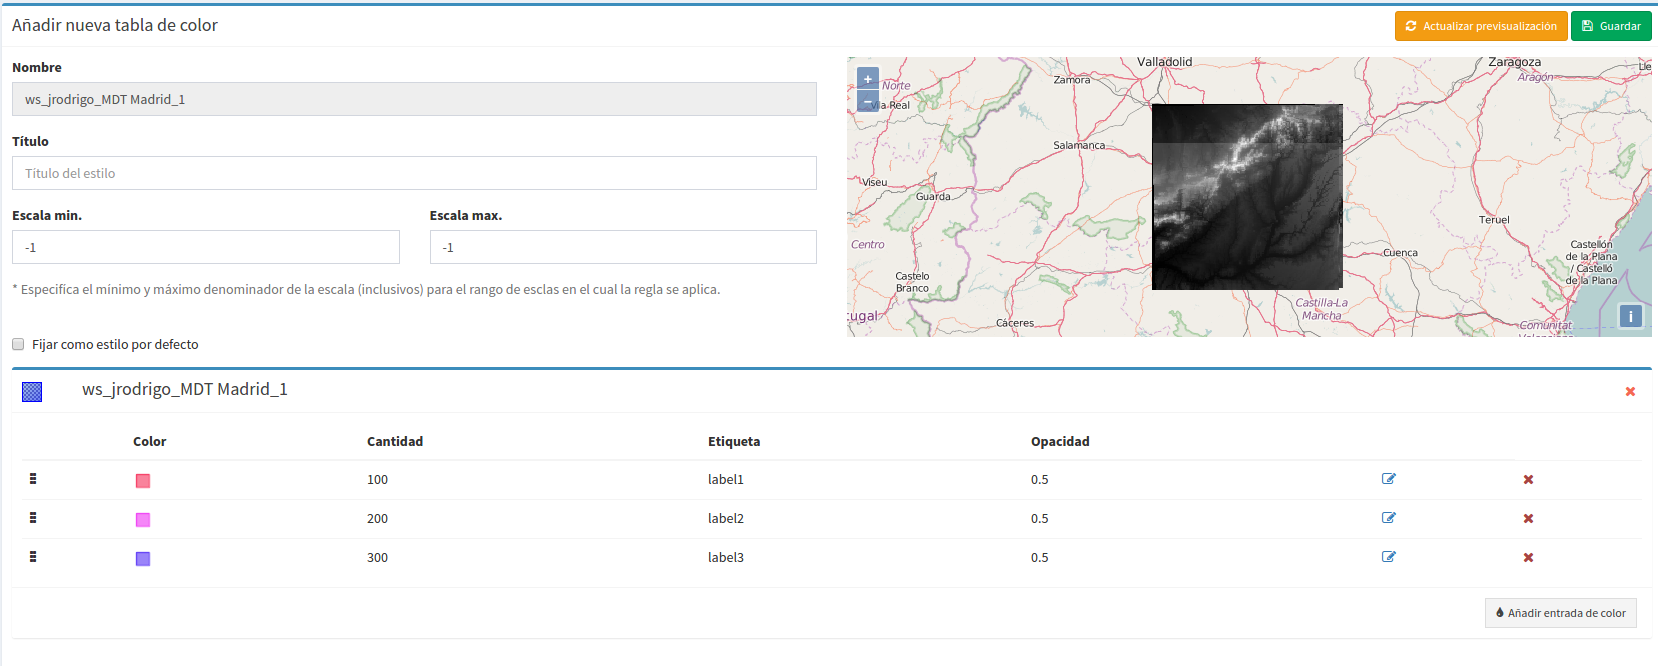 Añadir nueva tabla de color
Actualizar previsualización
Guardar
Nombre
ws_jrodrigo_MDT Madrid_1
Título
Título del estilo
Escala min.
Escala max.
-1
-1
* Especifica el mínimo y máximo denominador de la escala (inclusivos) para el rango de esclas en el cual la regla se aplica.
Fijar como estilo por defecto
+
–
Norte
Vila Real
Zamora
Valladolid
Zaragoza
Aragón
Lle
Salamanca
Viseu
Guarda
Centro
Castelo
Branco
tugal
Cáceres
Teruel
Cuenca
Castellón
de la Plana
/ Castelló
de la Plana
Castilla-La
Mancha
Comunitat
i
ws_jrodrigo_MDT Madrid_1
Color Cantidad Etiqueta Opacidad
100 label1 0.5
200 label2 0.5
300 label3 0.5
Añadir entrada de color